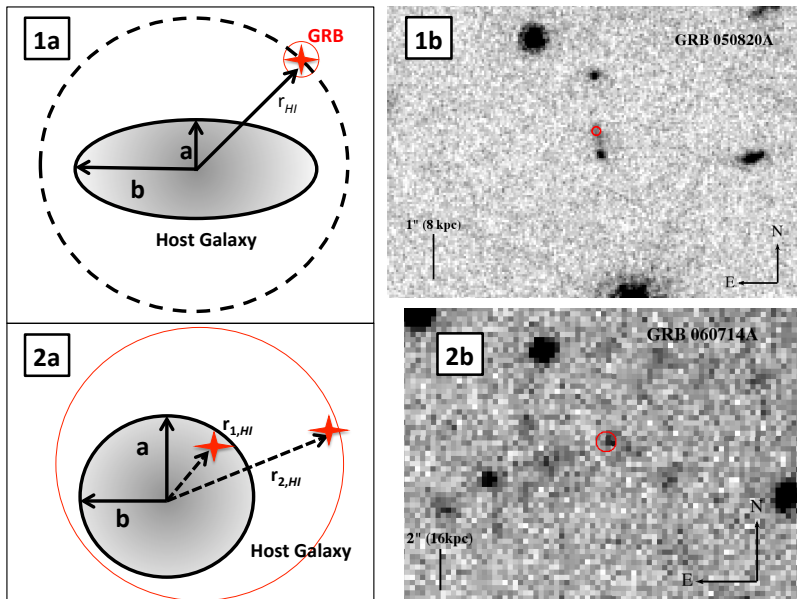 1a
GRB
r_HI
a
b
Host Galaxy
1b
GRB 050820A
1" (8 kpc)
N
E
2a
a
r_1,HI
r_2,HI
b
Host Galaxy
2b
GRB 060714A
2" (16kpc)
N
E